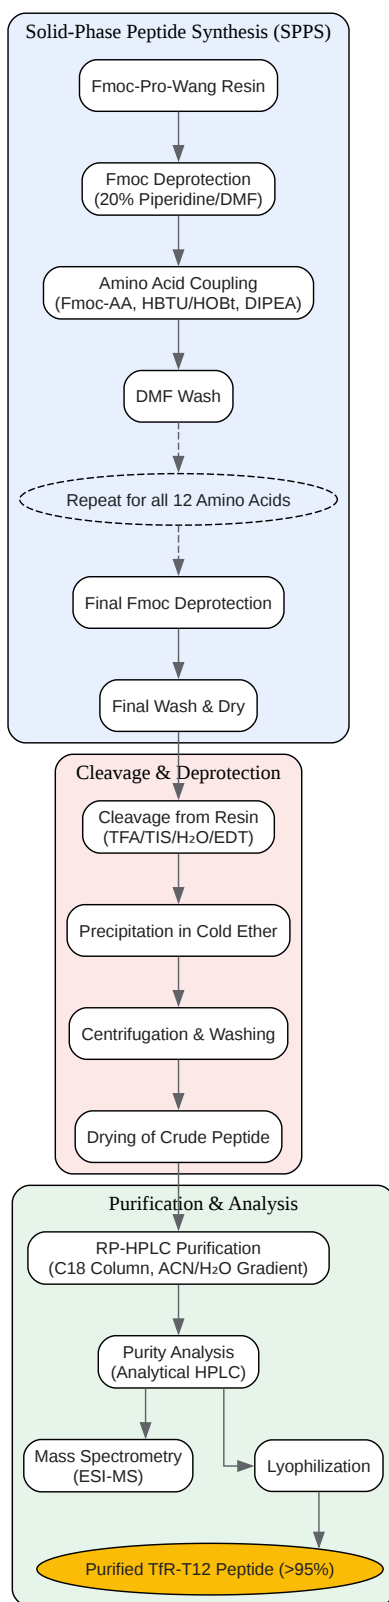 Solid-Phase Peptide Synthesis (SPPS)
Fmoc-Pro-Wang Resin
Fmoc Deprotection
(20% Piperidine/DMF)
Amino Acid Coupling
(Fmoc-AA, HBTU/HOBt, DIPEA)
DMF Wash
Repeat for all 12 Amino Acids
Final Fmoc Deprotection
Final Wash & Dry
Cleavage & Deprotection
Cleavage from Resin
(TFA/TIS/H₂O/EDT)
Precipitation in Cold Ether
Centrifugation & Washing
Drying of Crude Peptide
Purification & Analysis
RP-HPLC Purification
(C18 Column, ACN/H₂O Gradient)
Purity Analysis
(Analytical HPLC)
Mass Spectrometry
(ESI-MS)
Lyophilization
Purified TfR-T12 Peptide (>95%)